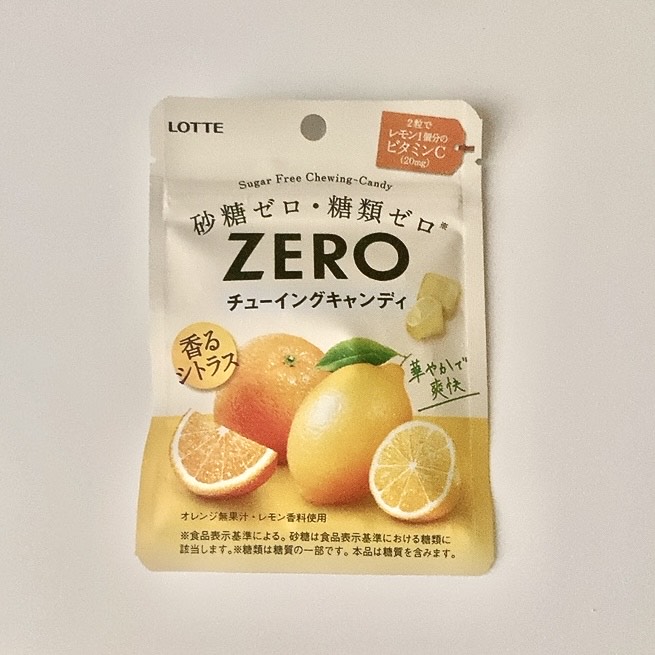 LOTTE
2粒で
レモン1個分の
ビタミンC
(20mg)
Sugar Free Chewing-Candy
砂糖ゼロ・糖類ゼロ※
ZERO
チューイングキャンディ
香る
シトラス
華やかで
爽快
オレンジ無果汁・レモン香料使用
※食品表示基準による。砂糖は食品表示基準における糖類に
該当します。※糖類は糖質の一部です。本品は糖質を含みます。